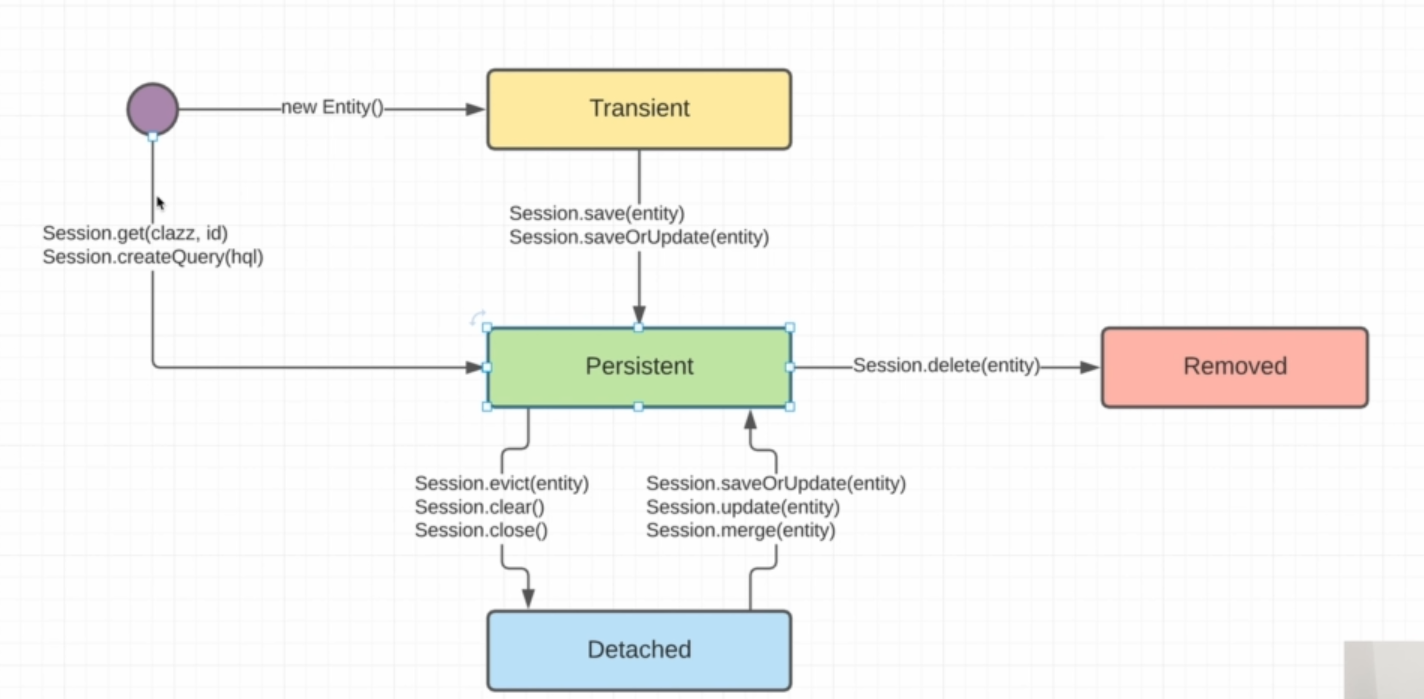 new Entity()
Transient
Session.get(clazz, id)
Session.createQuery(hql)
Session.save(entity)
Session.saveOrUpdate(entity)
Persistent
Session.delete(entity)
Removed
Session.evict(entity)
Session.clear()
Session.close()
Session.saveOrUpdate(entity)
Session.update(entity)
Session.merge(entity)
Detached